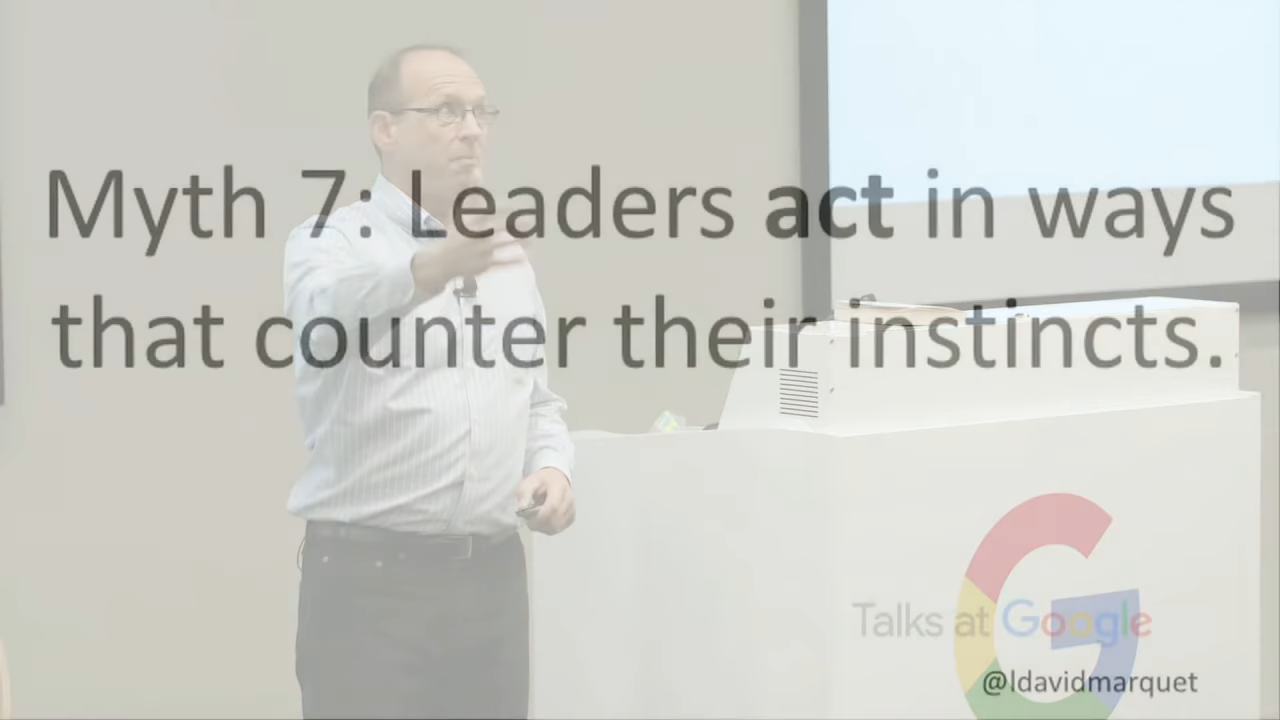 Myth 7: Leaders act in ways
that counter their instincts.
Talks at Google
@ldavidmarquet